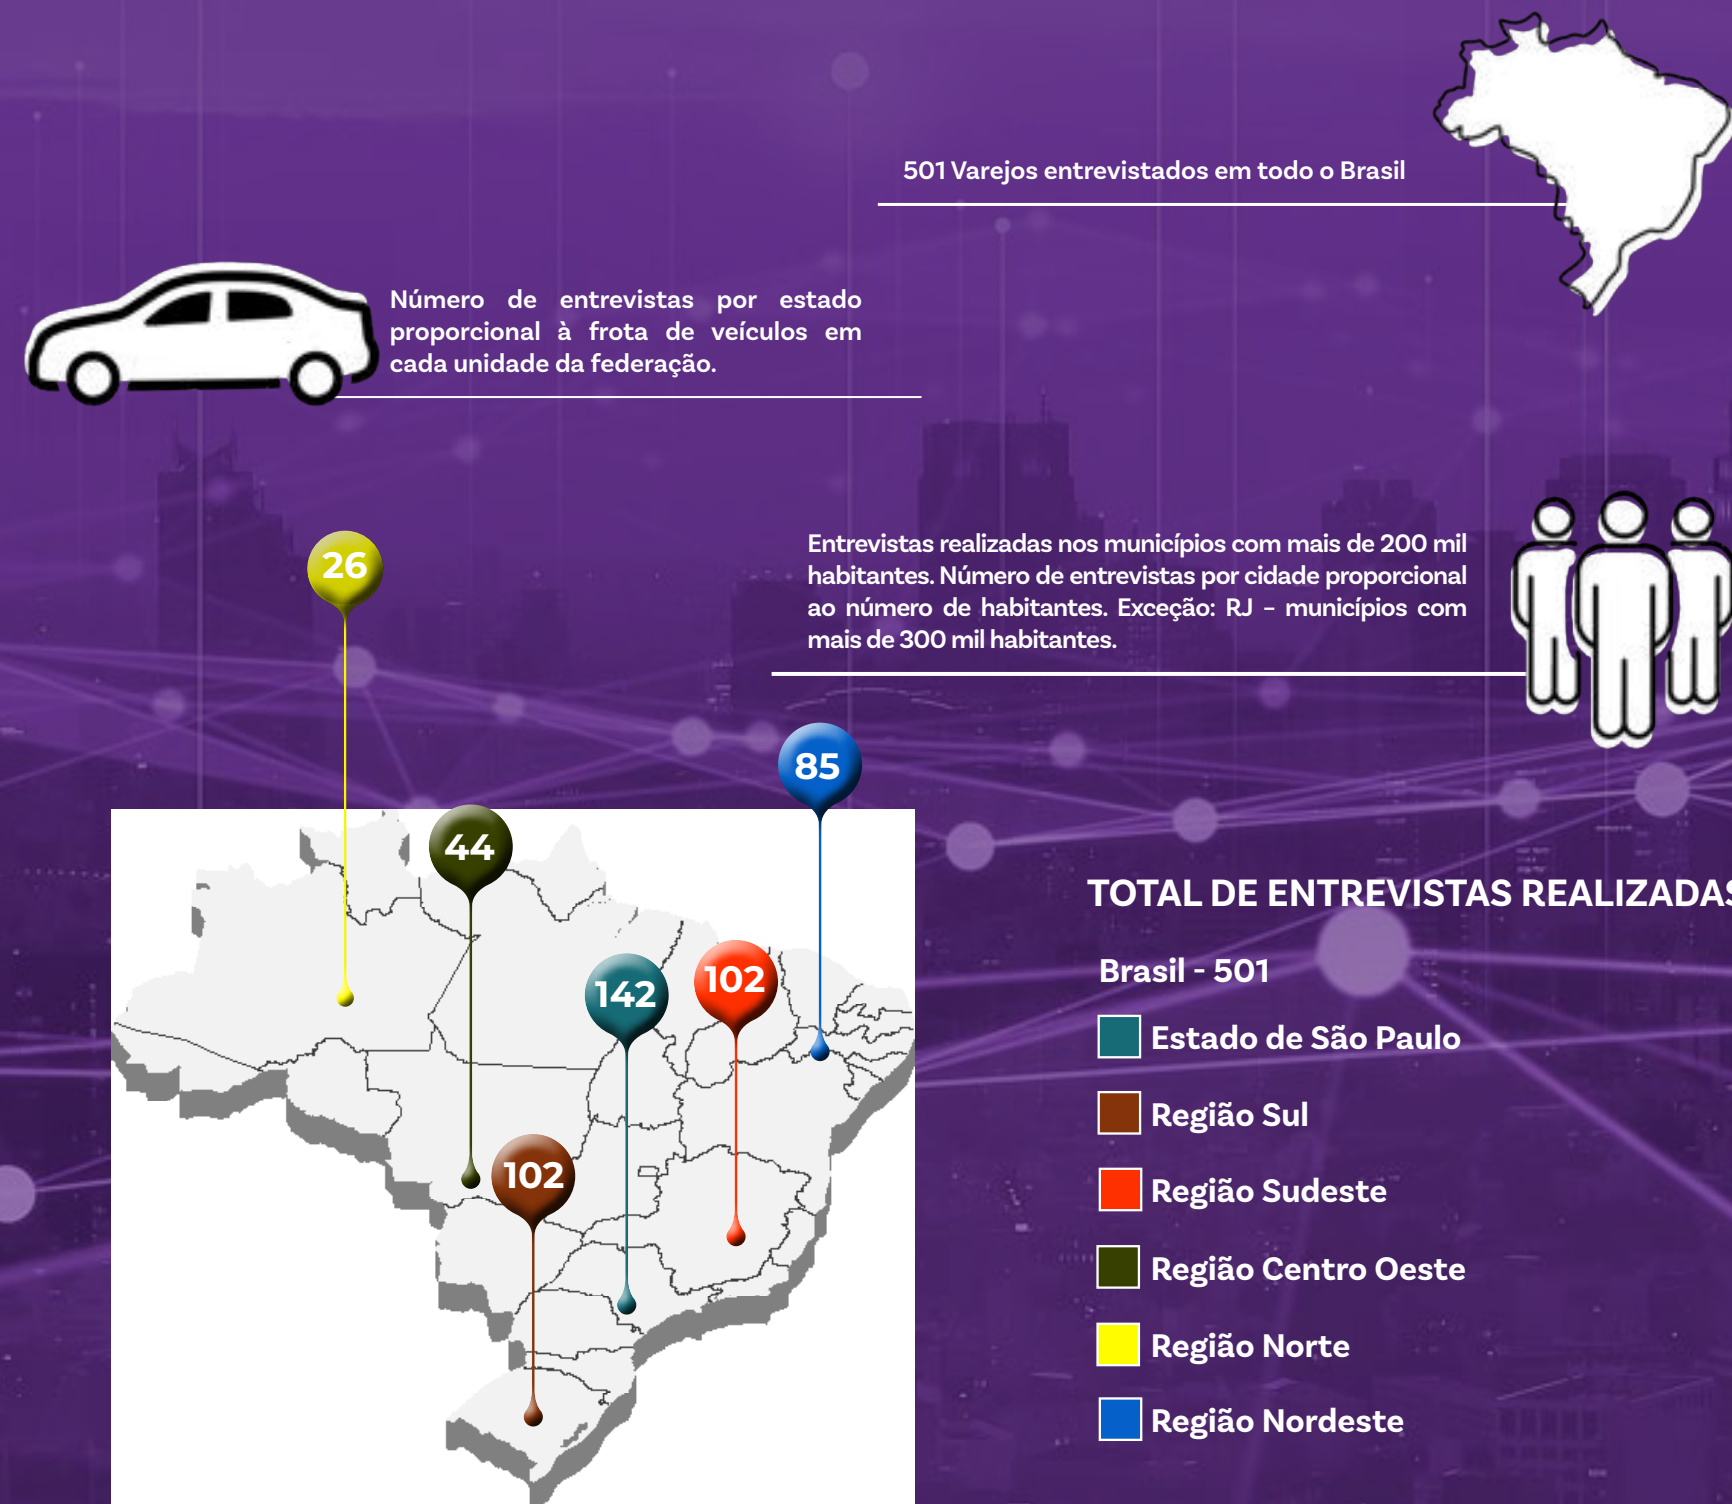 501 Varejos entrevistados em todo o Brasil
Número de entrevistas por estado
proporcional à frota de veículos em
cada unidade da federação.
Entrevistas realizadas nos municípios com mais de 200 mil
habitantes. Número de entrevistas por cidade proporcional
ao número de habitantes. Exceção: RJ – municípios com
mais de 300 mil habitantes.
26
85
44
142
102
102
TOTAL DE ENTREVISTAS REALIZADAS
Brasil - 501
Estado de São Paulo
Região Sul
Região Sudeste
Região Centro Oeste
Região Norte
Região Nordeste